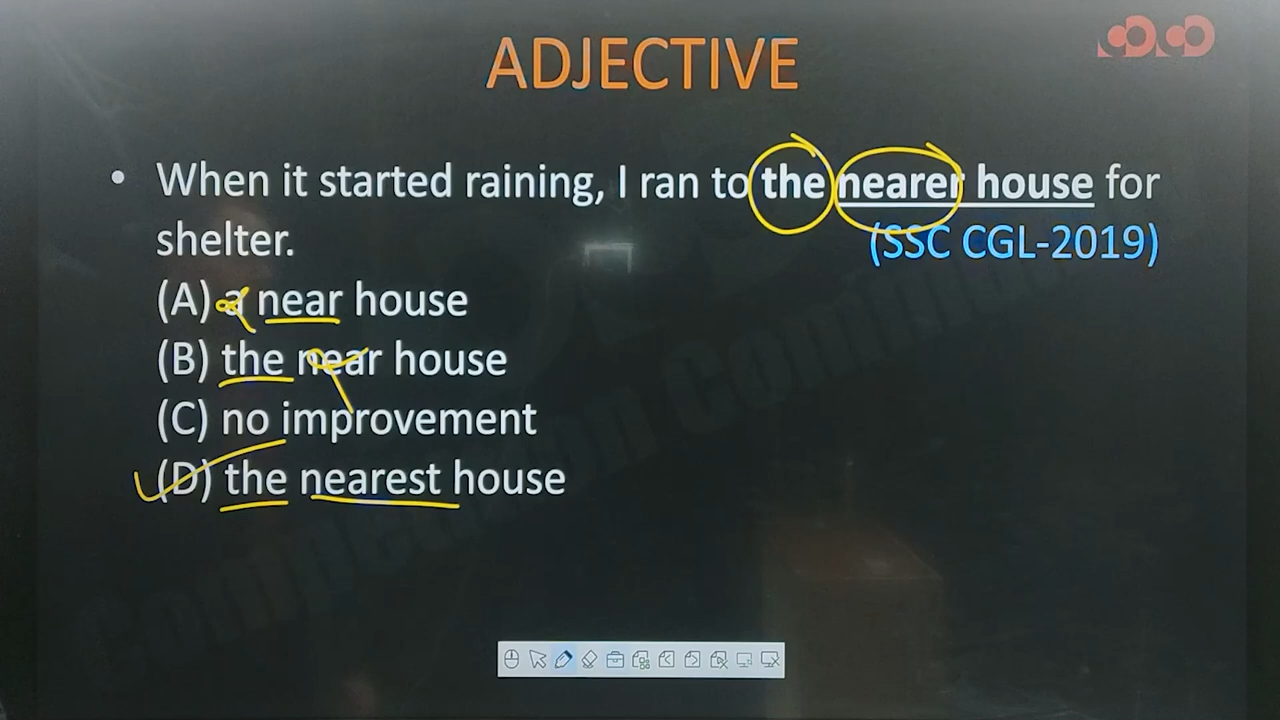 ADJECTIVE
• When it started raining, I ran to the nearer house for
shelter. (SSC CGL-2019)
(A) a near house
(B) the near house
(C) no improvement
(D) the nearest house